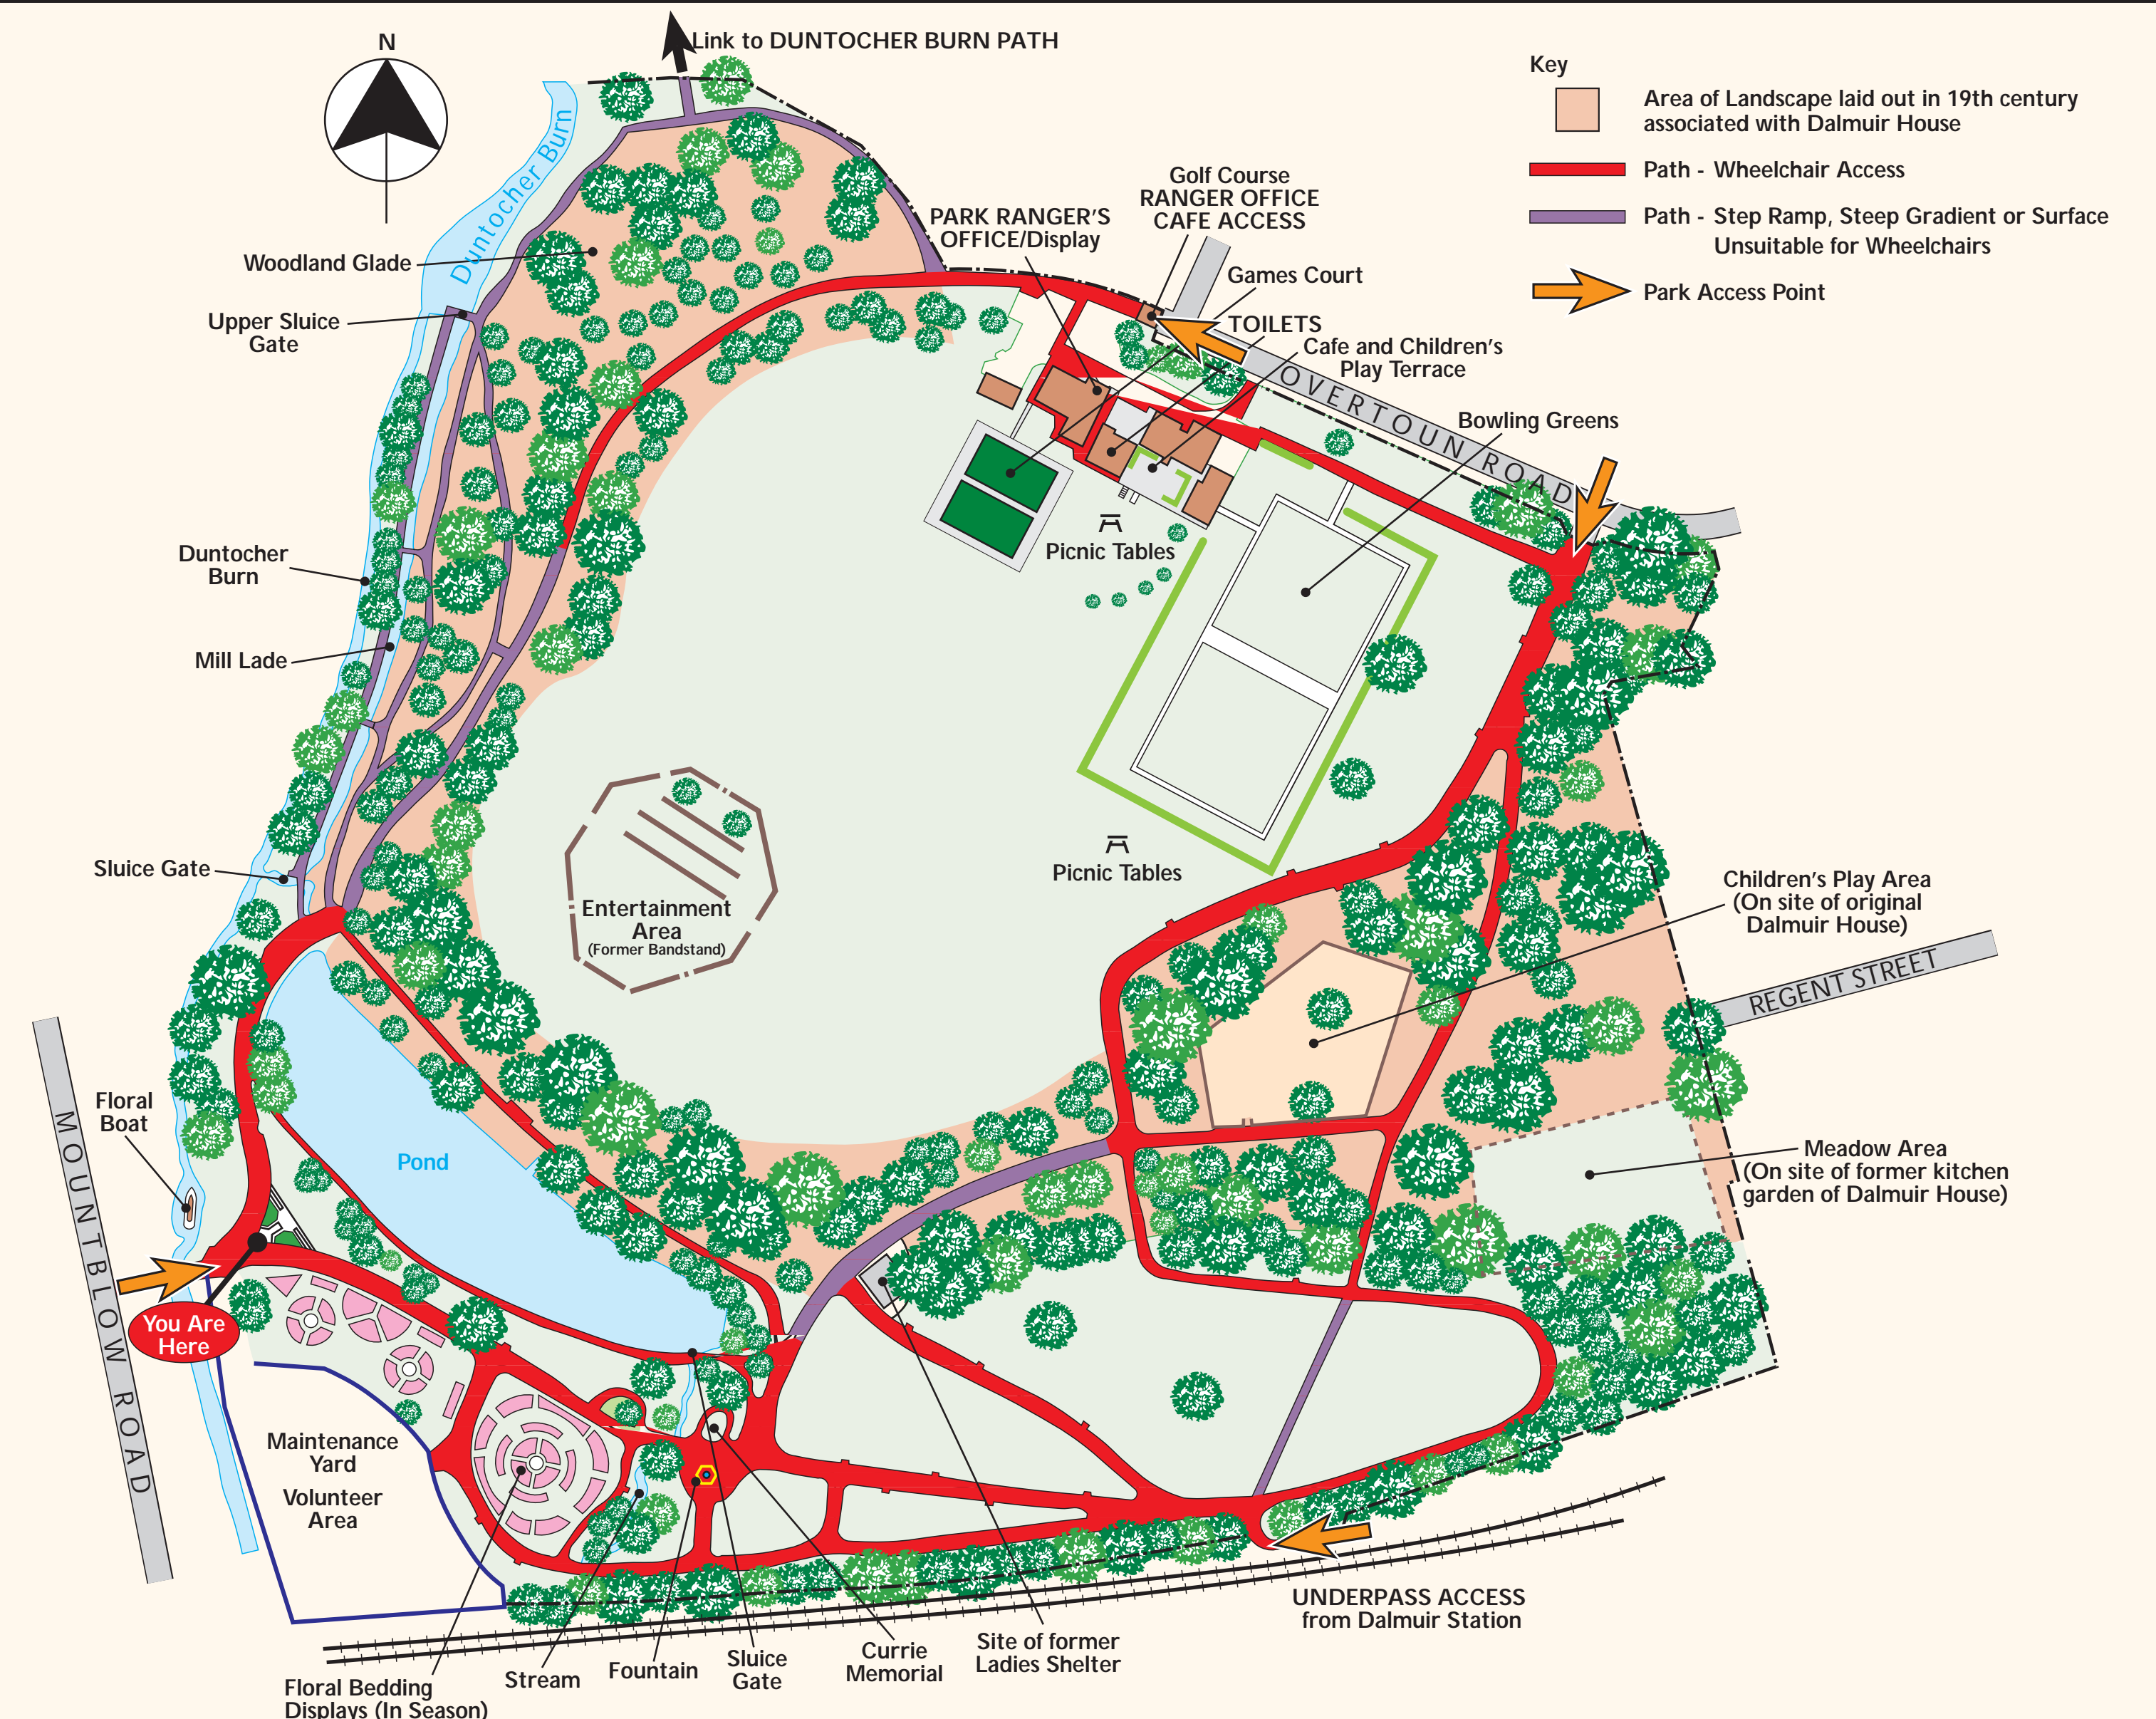 N
Link to DUNTOCHER BURN PATH
Key
Area of Landscape laid out in 19th century
associated with Dalmuir House
Path - Wheelchair Access
Path - Step Ramp, Steep Gradient or Surface
Unsuitable for Wheelchairs
Park Access Point
Duntocher Burn
Golf Course
RANGER OFFICE
CAFE ACCESS
PARK RANGER'S
OFFICE/Display
Woodland Glade
Games Court
Upper Sluice
Gate
TOILETS
Cafe and Children's
Play Terrace
OVERTOUN ROAD
Bowling Greens
Picnic Tables
Duntocher
Burn
Mill Lade
Sluice Gate
Picnic Tables
Entertainment
Area
(Former Bandstand)
Children's Play Area
(On site of original
Dalmuir House)
REGENT STREET
Floral
Boat
MOUNTBLOW ROAD
Pond
Meadow Area
(On site of former kitchen
garden of Dalmuir House)
You Are
Here
Maintenance
Yard
Volunteer
Area
UNDERPASS ACCESS
from Dalmuir Station
Floral Bedding
Displays (In Season)
Stream
Fountain
Sluice
Gate
Currie
Memorial
Site of former
Ladies Shelter